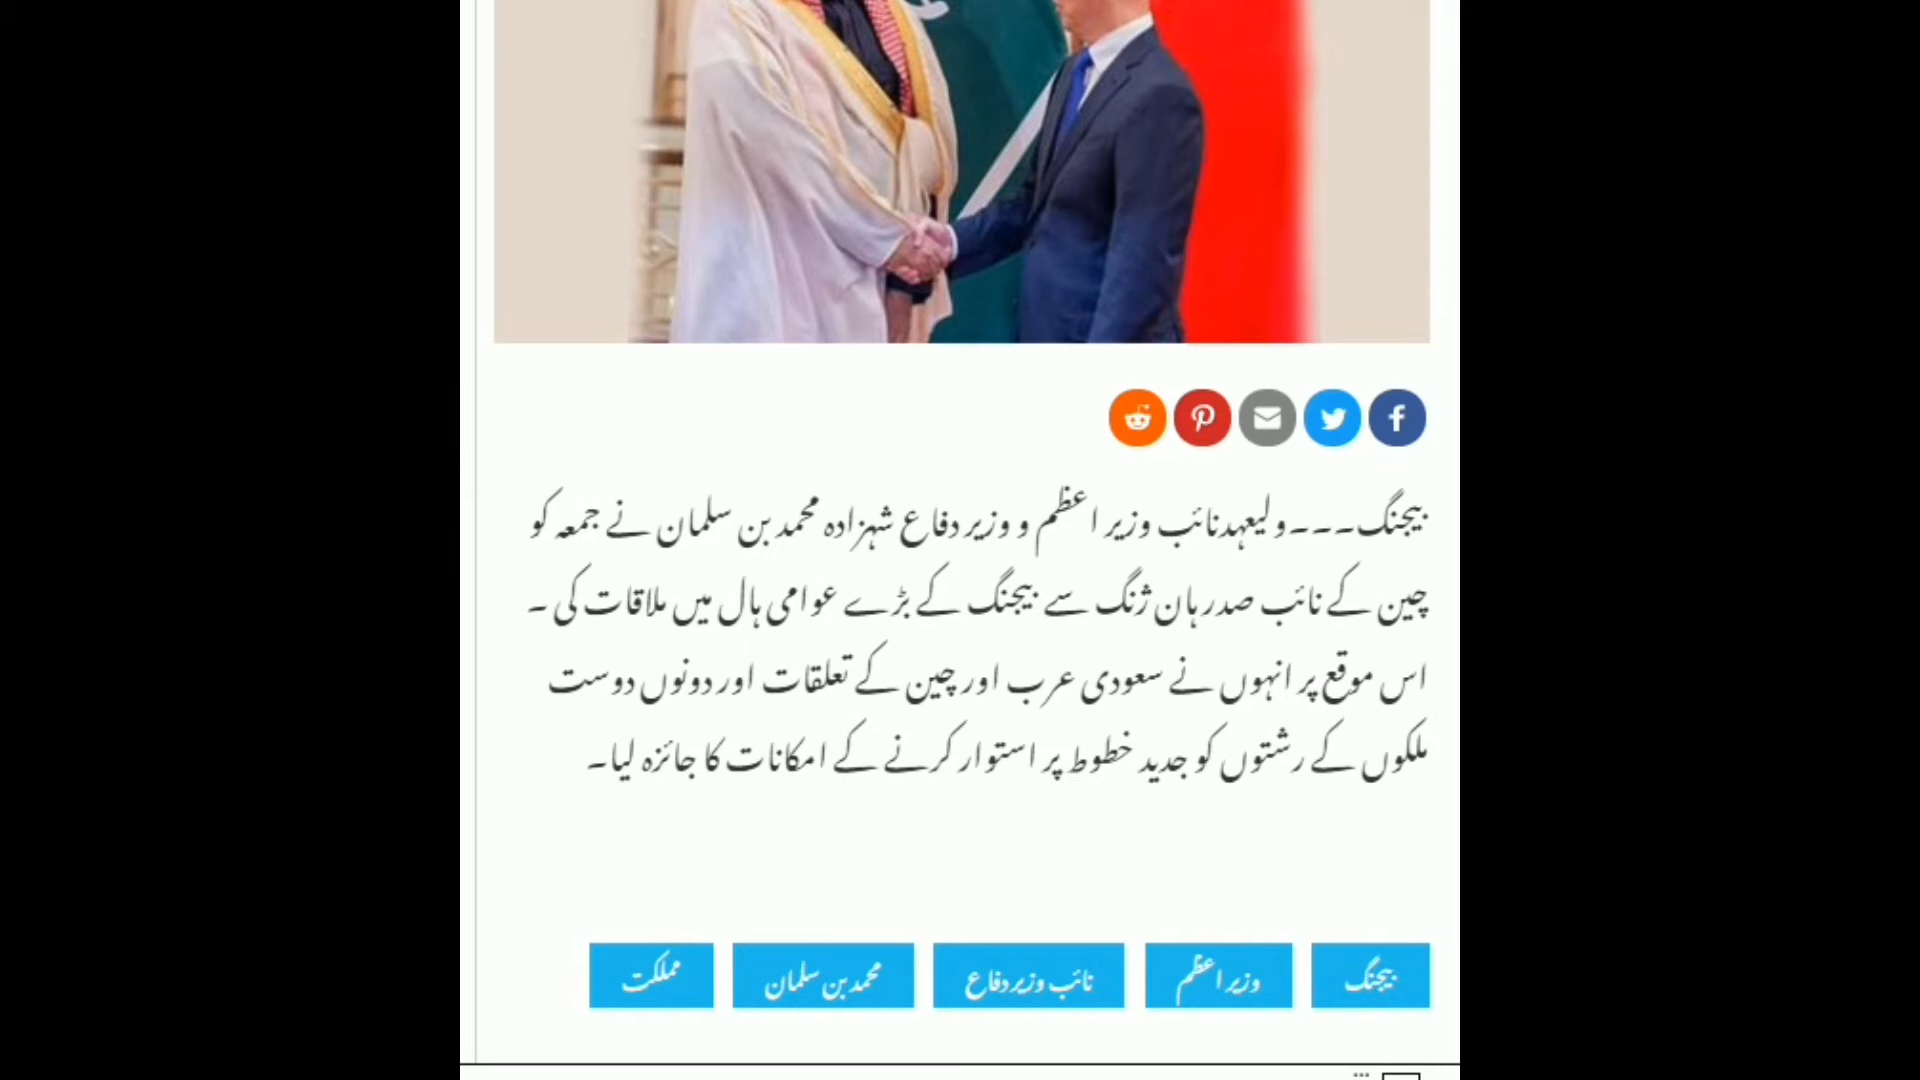 بیجنگ۔۔۔ولیعہدنائب وزیر اعظم و وزیر دفاع شہزادہ محمد بن سلمان نے جمعہ کو
چین کے نائب صدر ہان ژنگ سے بیجنگ کے بڑے عوامی ہال میں ملاقات کی ۔
اس موقع پر انہوں نے سعودی عرب اور چین کے تعلقات اور دونوں دوست
ملکوں کے رشتوں کو جدید خطوط پر استوار کرنے کے امکانات کا جائزہ لیا۔
بیجنگ
وزیر اعظم
نائب وزیر دفاع
محمد بن سلمان
مملکت